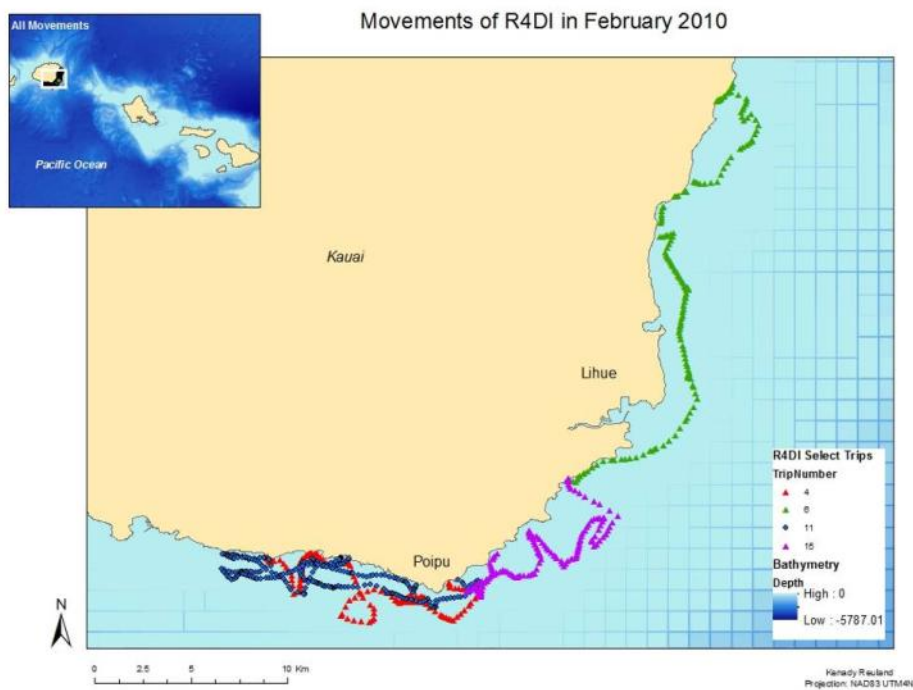 Movements of R4DI in February 2010
All Movements
Pacific Ocean
Kauai
Lihue
Poipu
R4DI Select Trips
TripNumber
4
6
11
15
Bathymetry
Depth
High : 0
Low : -5787.01
N
0 2.5 5 10 Km
Kenady Reuland
Projection: NAD83 UTM4N